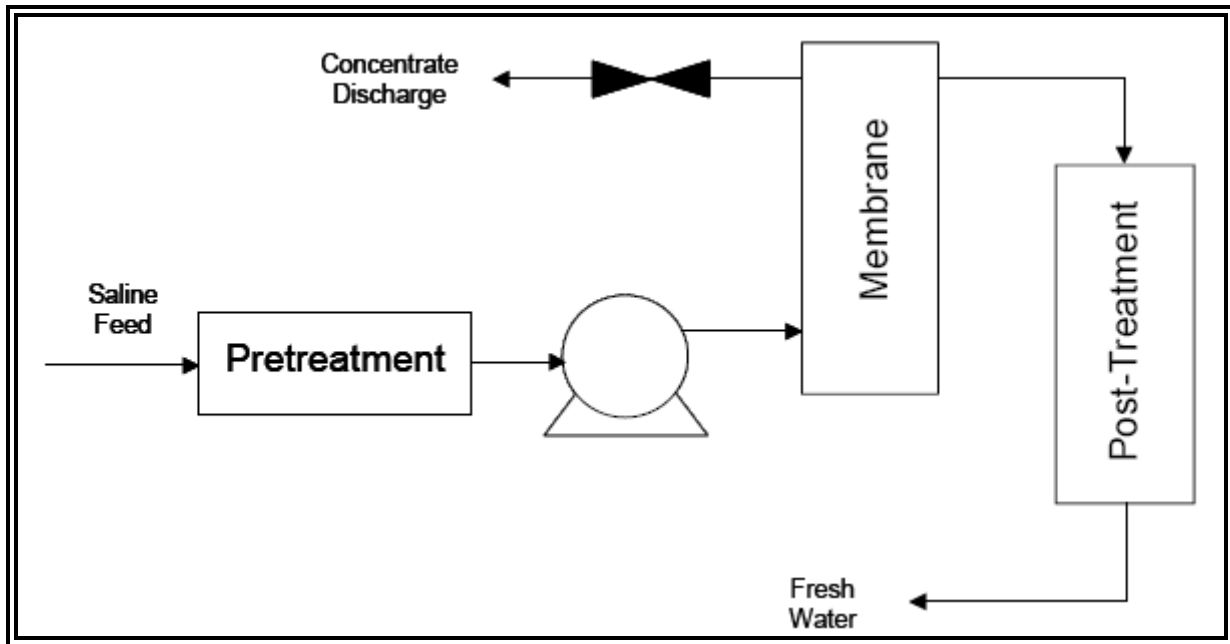 Concentrate
Discharge
Membrane
Post-Treatment
Saline
Feed
Pretreatment
Fresh
Water